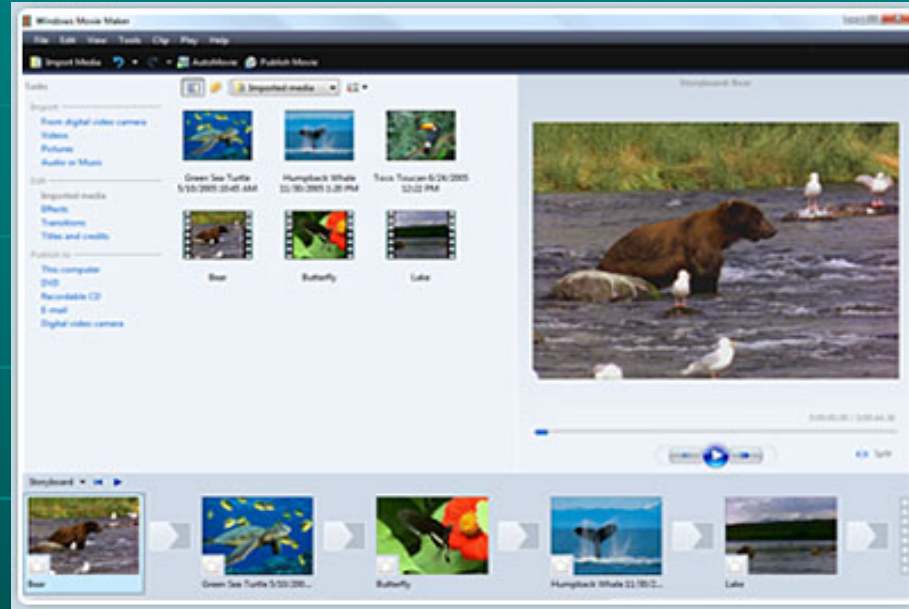 Windows Movie Maker
File Edit View Tools Clip Play Help
Import Media AutoMovie Publish Movie
Tasks
Imported media
Storyboard: Bear
Import
From digital video camera
Videos
Pictures
Audio or Music
Edit
Imported media
Effects
Transitions
Titles and credits
Publish to
This computer
DVD
Recordable CD
E-mail
Digital video camera
Green Sea Turtle
5/10/2005 10:45 AM
Humpback Whale
11/30/2005 1:20 PM
Toco Toucan 6/24/2005
12:22 PM
Bear
Butterfly
Lake
Split
Storyboard
Bear
Green Sea Turtle 5/10/200...
Butterfly
Humpback Whale 11/30/2...
Lake